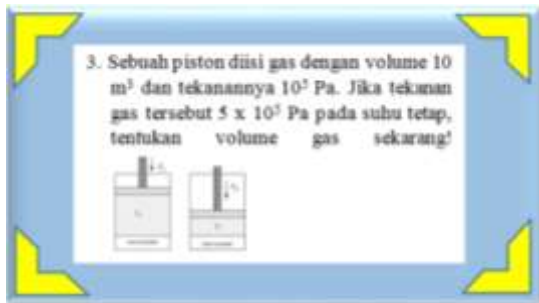 3. Sebuah piston diisi gas dengan volume 10
m³ dan tekanannya 10⁵ Pa. Jika tekanan
gas tersebut 5 x 10⁵ Pa pada suhu tetap,
tentukan volume gas sekarang!